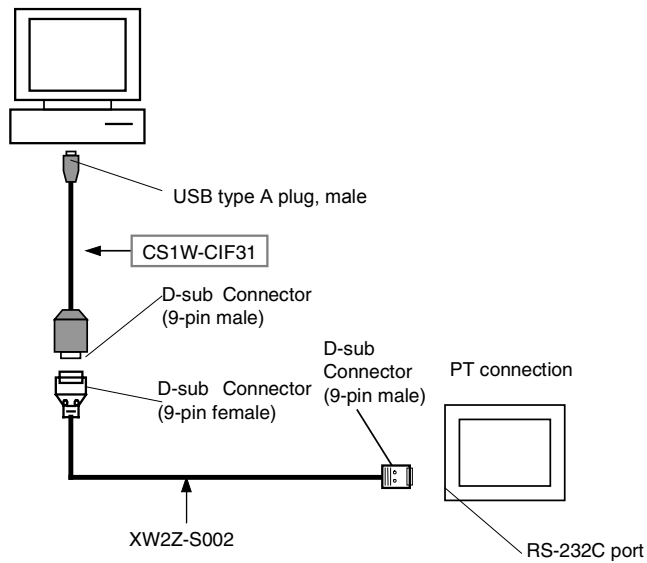 USB type A plug, male
CS1W-CIF31
D-sub Connector
(9-pin male)
D-sub Connector
(9-pin female)
D-sub
Connector
(9-pin male)
PT connection
XW2Z-S002
RS-232C port